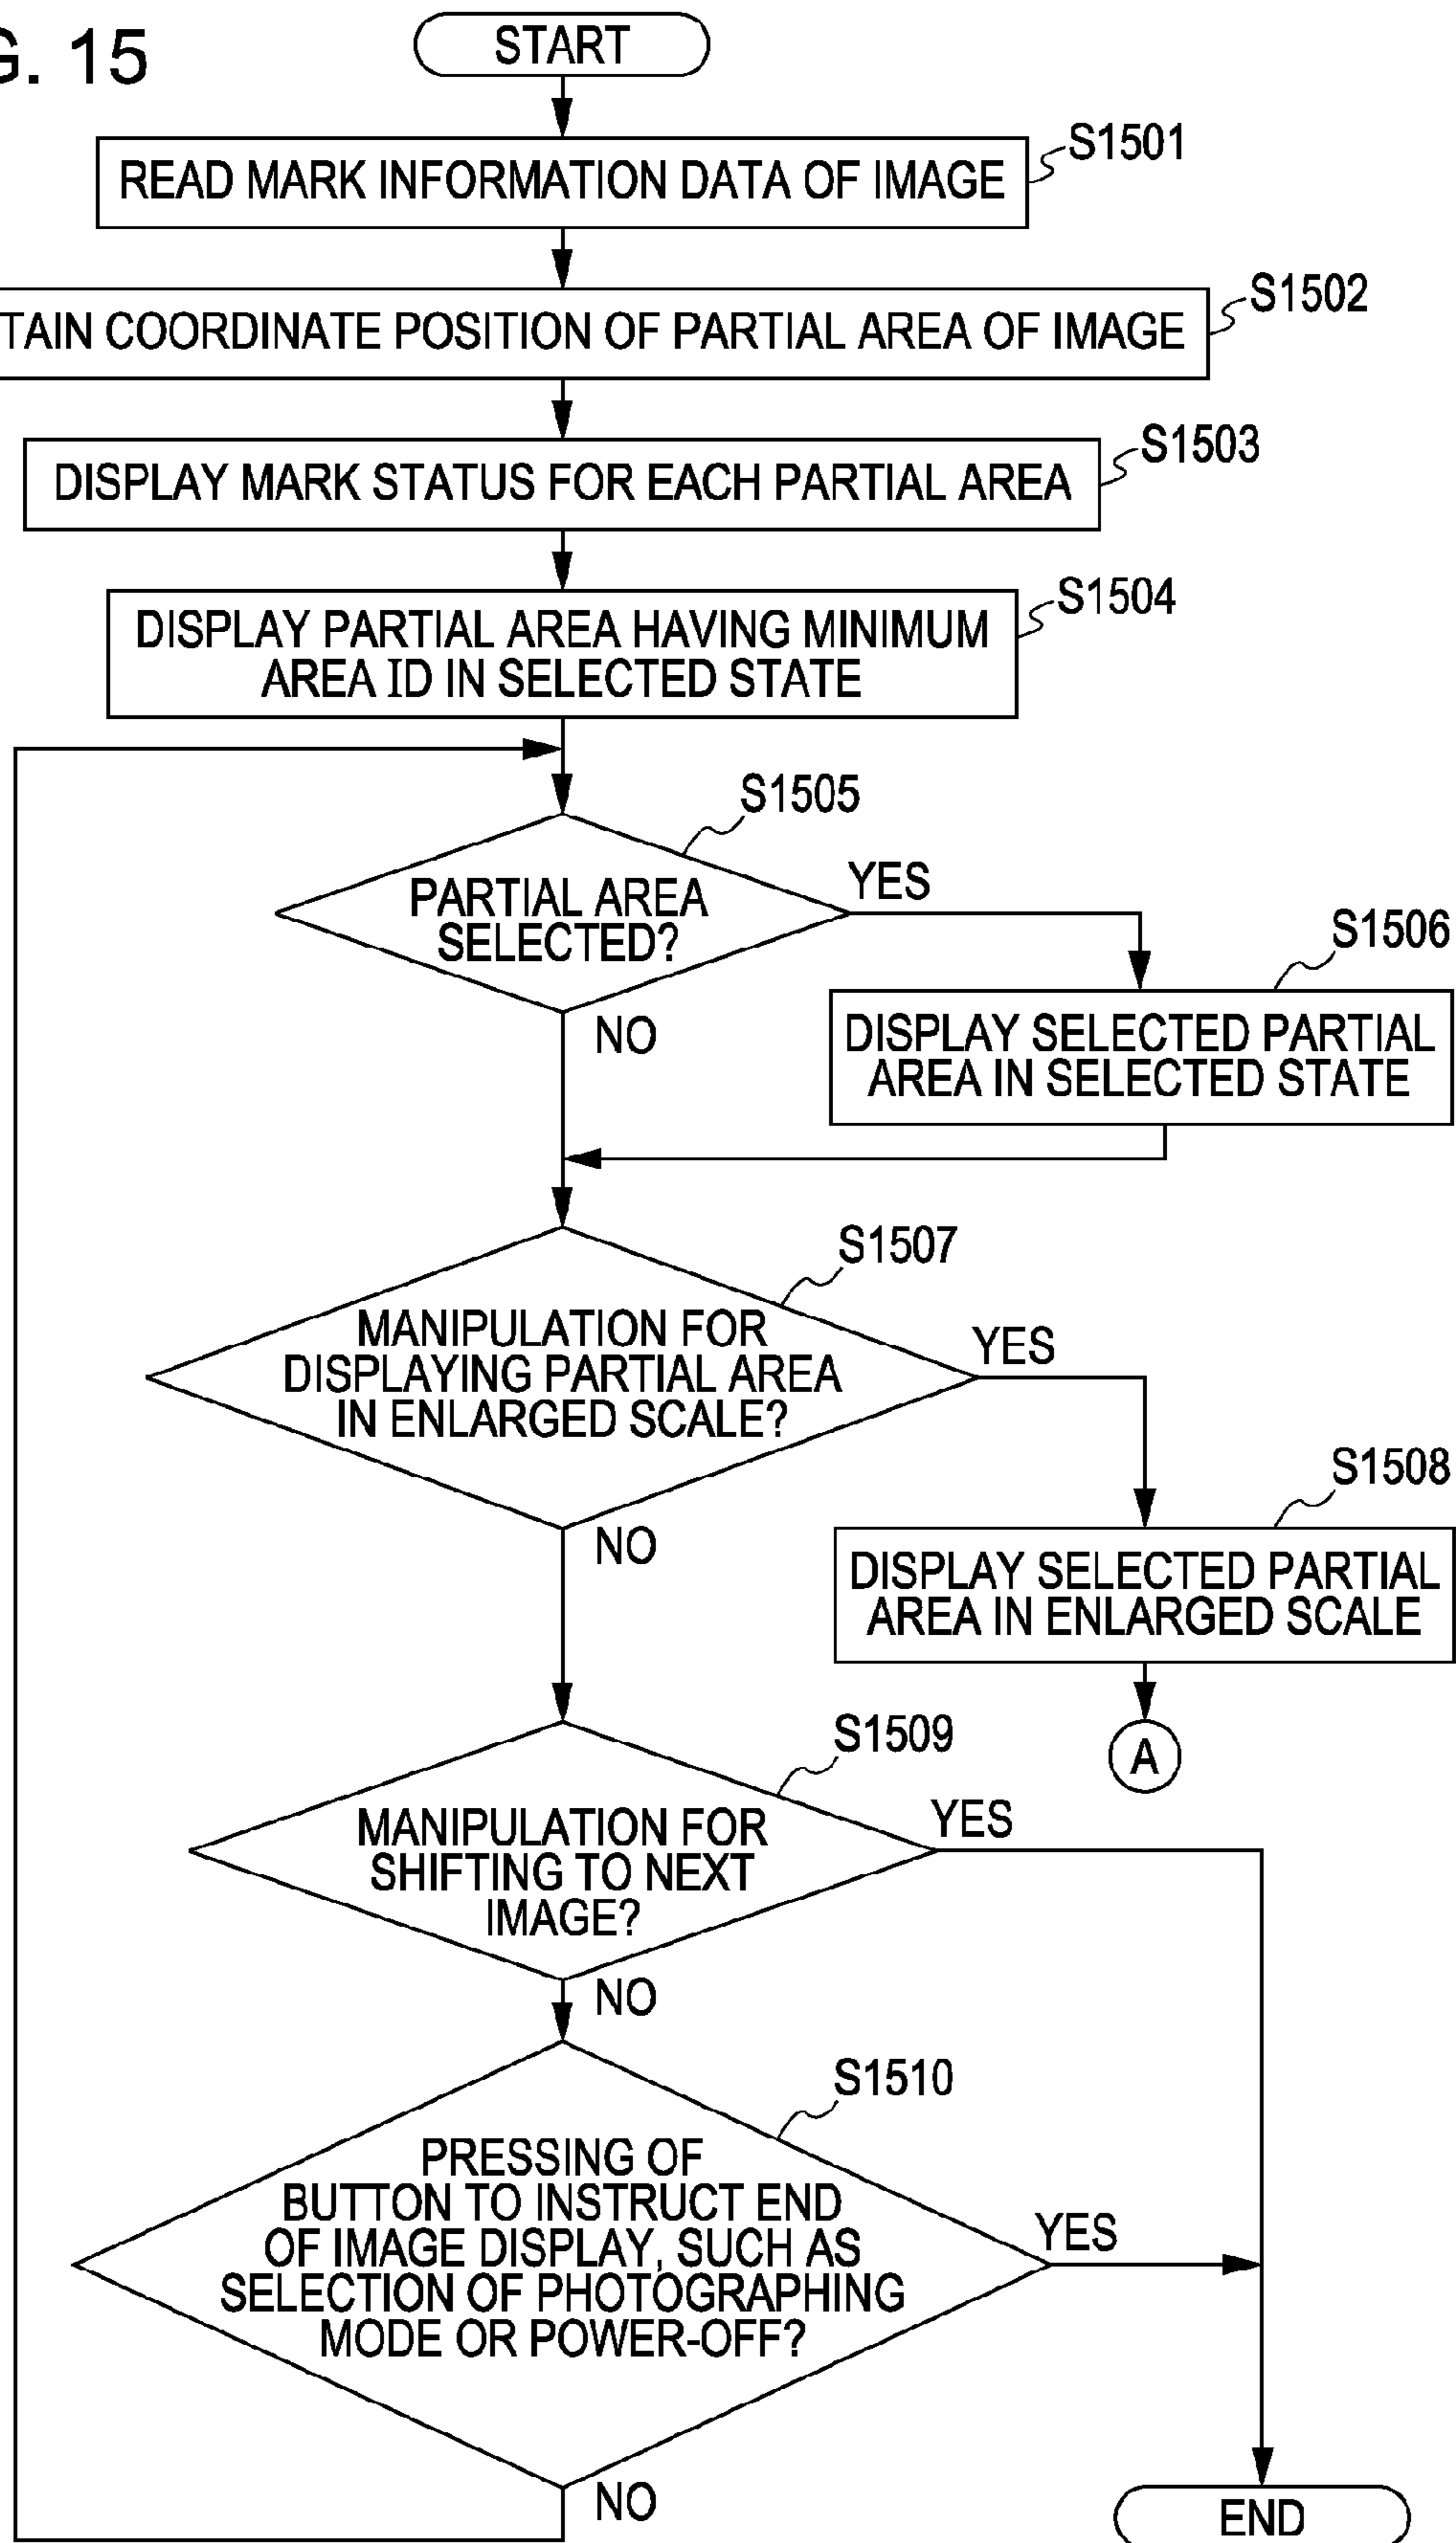 G. 15
START
S1501
READ MARK INFORMATION DATA OF IMAGE
S1502
TAIN COORDINATE POSITION OF PARTIAL AREA OF IMAGE
S1503
DISPLAY MARK STATUS FOR EACH PARTIAL AREA
S1504
DISPLAY PARTIAL AREA HAVING MINIMUM
AREA ID IN SELECTED STATE
S1505
PARTIAL AREA
SELECTED?
YES
NO
S1506
DISPLAY SELECTED PARTIAL
AREA IN SELECTED STATE
S1507
MANIPULATION FOR
DISPLAYING PARTIAL AREA
IN ENLARGED SCALE?
YES
NO
S1508
DISPLAY SELECTED PARTIAL
AREA IN ENLARGED SCALE
A
S1509
MANIPULATION FOR
SHIFTING TO NEXT
IMAGE?
YES
NO
S1510
PRESSING OF
BUTTON TO INSTRUCT END
OF IMAGE DISPLAY, SUCH AS
SELECTION OF PHOTOGRAPHING
MODE OR POWER-OFF?
YES
NO
END